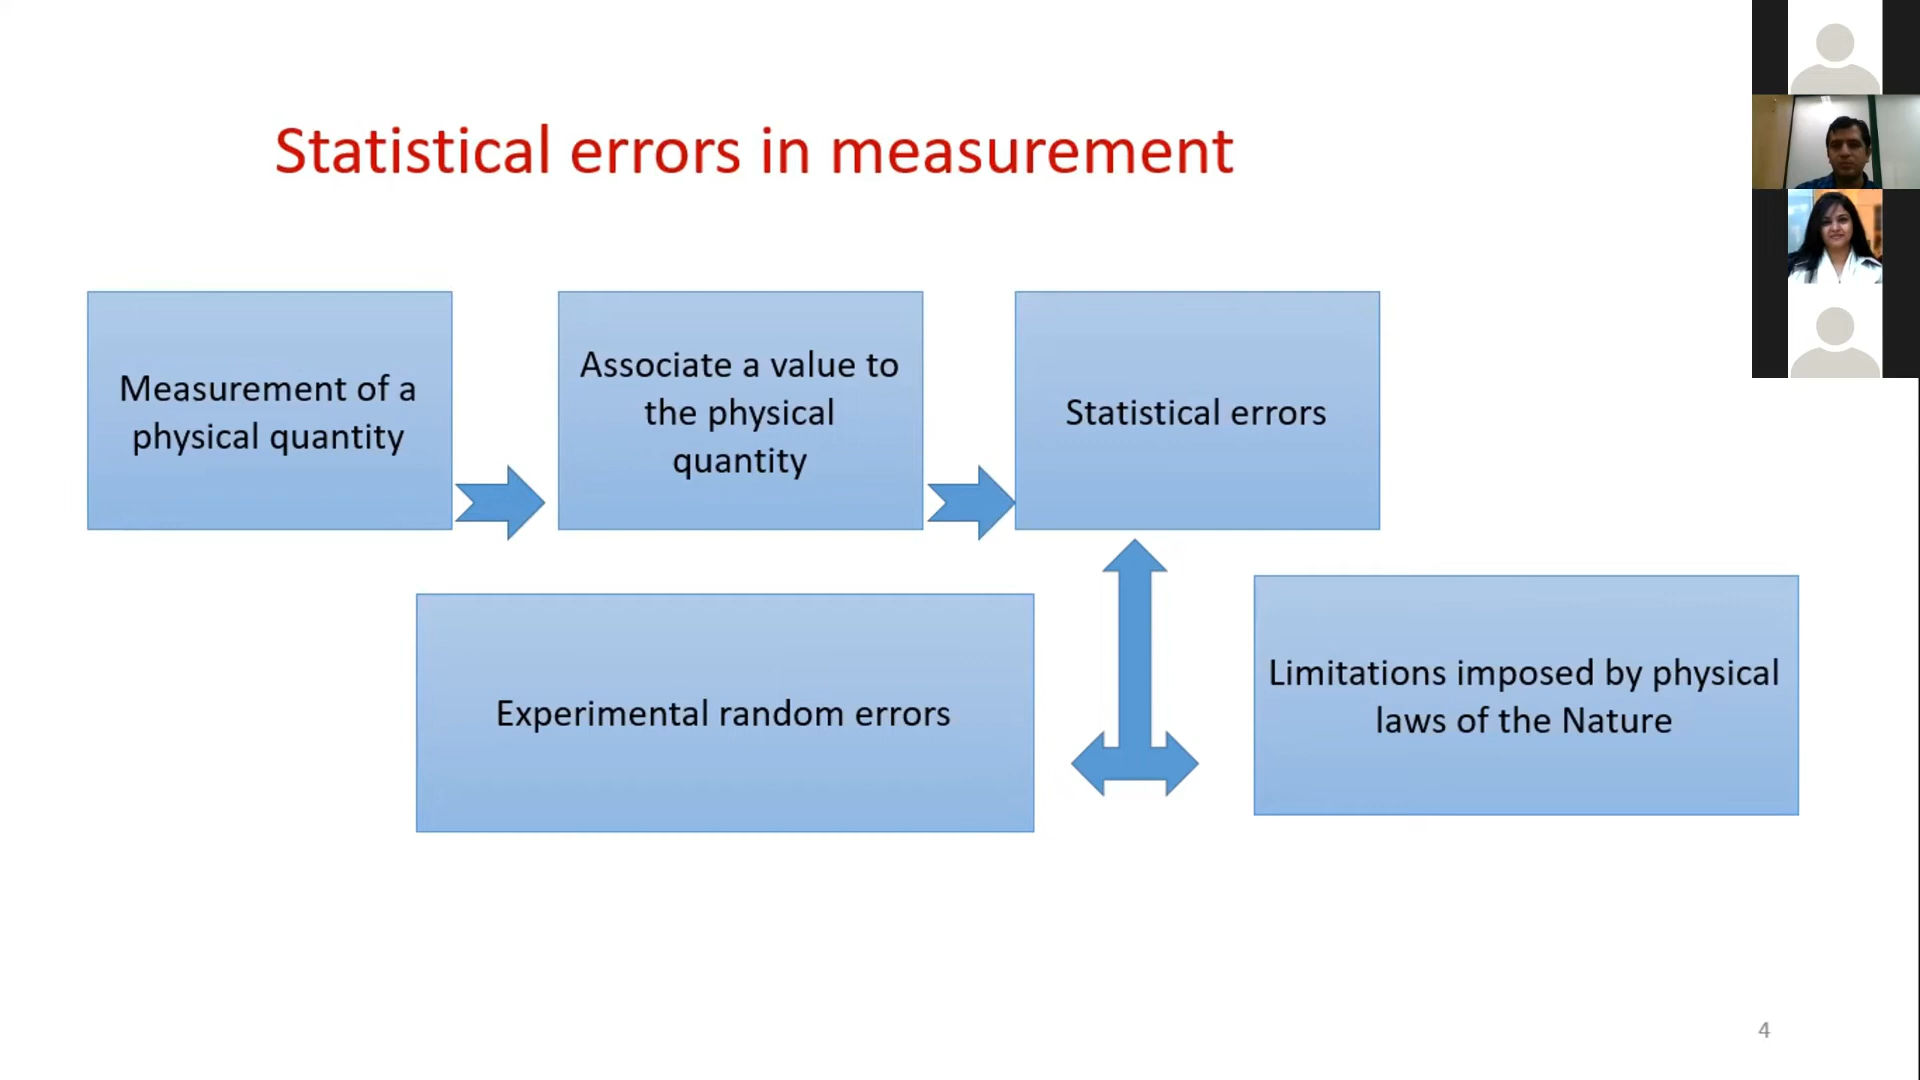 Statistical errors in measurement
Measurement of a
physical quantity
Associate a value to
the physical
quantity
Statistical errors
Experimental random errors
Limitations imposed by physical
laws of the Nature
4